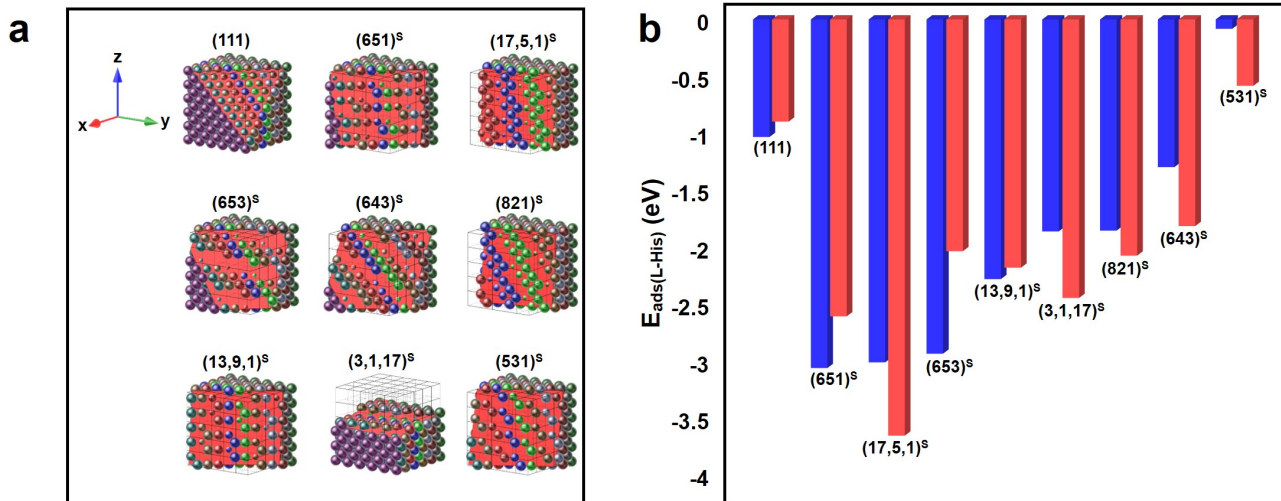 a
z
x
y
(111)
(651)ˢ
(17,5,1)ˢ
(653)ˢ
(643)ˢ
(821)ˢ
(13,9,1)ˢ
(3,1,17)ˢ
(531)ˢ
b
Eads(L-His) (eV)
0
-0.5
-1
-1.5
-2
-2.5
-3
-3.5
-4
(111)
(651)ˢ
(17,5,1)ˢ
(653)ˢ
(13,9,1)ˢ
(3,1,17)ˢ
(821)ˢ
(643)ˢ
(531)ˢ